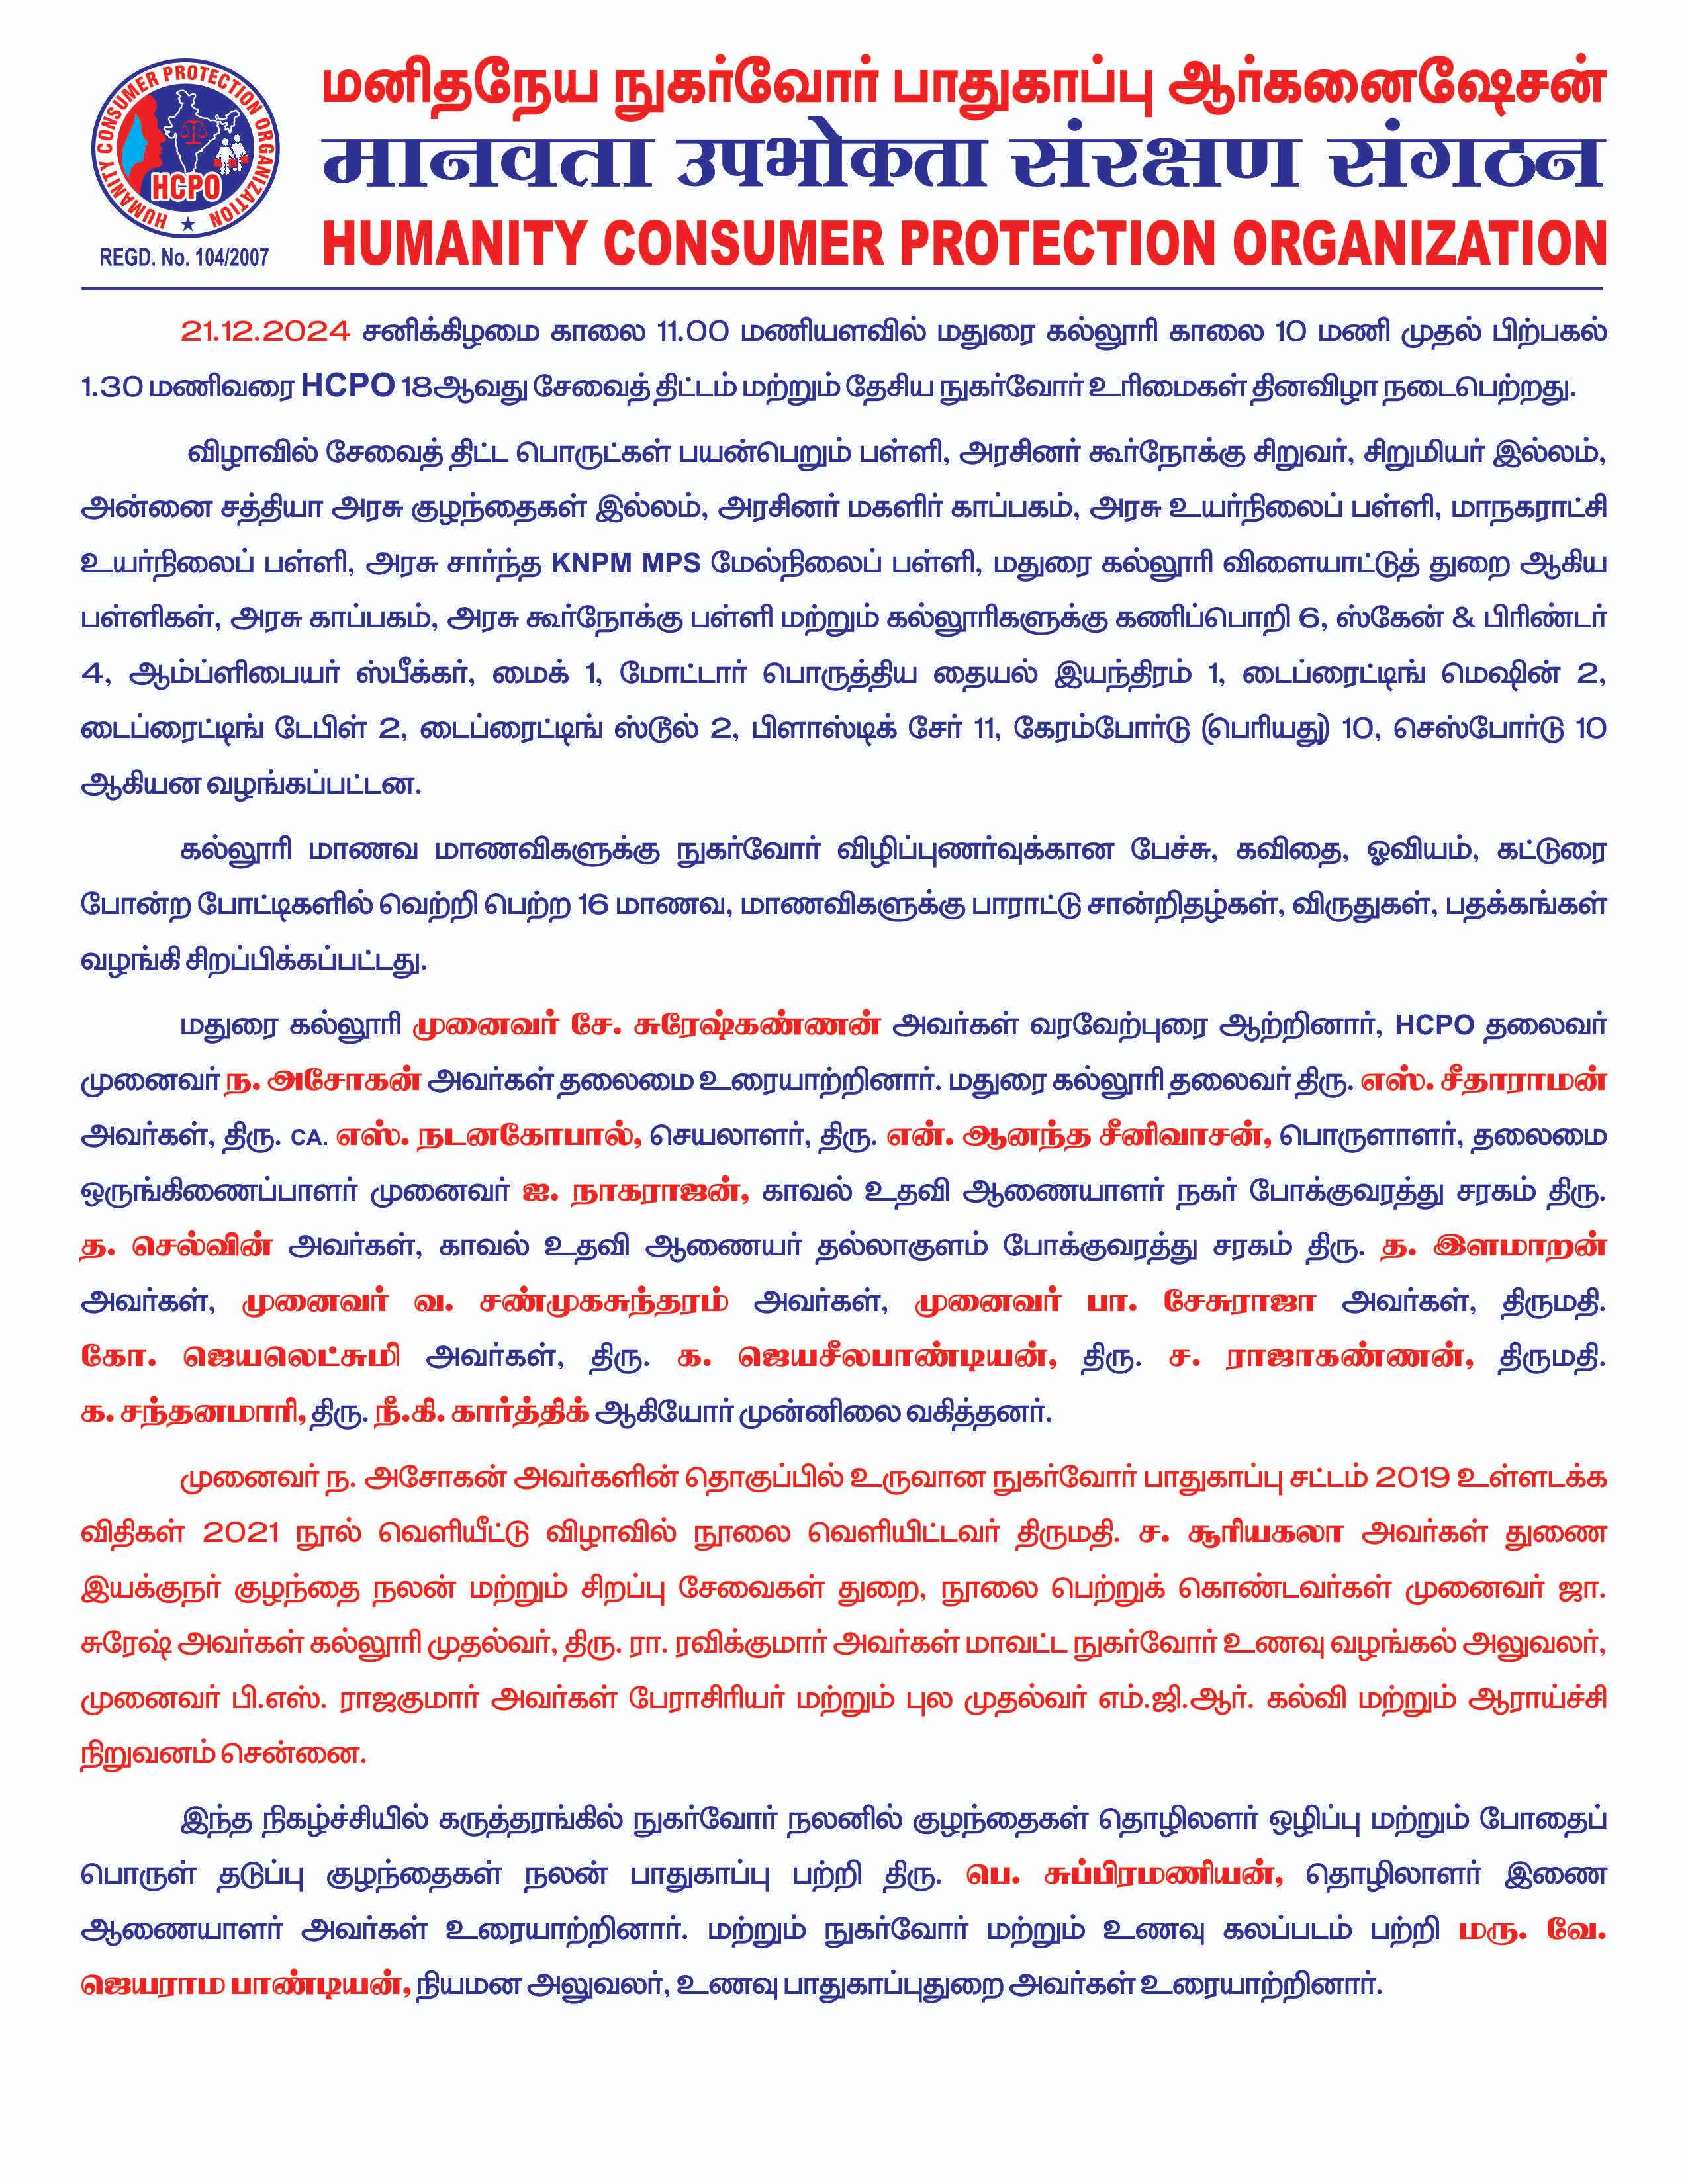 HUMANITY CONSUMER PROTECTION ORGANIZATION
HCPO
REGD. No. 104/2007
மனிதநேய நுகர்வோர் பாதுகாப்பு ஆர்கனைஷேசன்
मानवता उपभोकता संरक्षण संगठन
HUMANITY CONSUMER PROTECTION ORGANIZATION
21.12.2024 சனிக்கிழமை காலை 11.00 மணியளவில் மதுரை கல்லூரி காலை 10 மணி முதல் பிற்பகல்
1.30 மணிவரை HCPO 18ஆவது சேவைத் திட்டம் மற்றும் தேசிய நுகர்வோர் உரிமைகள் தினவிழா நடைபெற்றது.
விழாவில் சேவைத் திட்ட பொருட்கள் பயன்பெறும் பள்ளி, அரசினர் கூர்நோக்கு சிறுவர், சிறுமியர் இல்லம்,
அன்னை சத்தியா அரசு குழந்தைகள் இல்லம், அரசினர் மகளிர் காப்பகம், அரசு உயர்நிலைப் பள்ளி, மாநகராட்சி
உயர்நிலைப் பள்ளி, அரசு சார்ந்த KNPM MPS மேல்நிலைப் பள்ளி, மதுரை கல்லூரி விளையாட்டுத் துறை ஆகிய
பள்ளிகள், அரசு காப்பகம், அரசு கூர்நோக்கு பள்ளி மற்றும் கல்லூரிகளுக்கு கணிப்பொறி 6, ஸ்கேன் & பிரிண்டர்
4, ஆம்ப்ளிபையர் ஸ்பீக்கர், மைக் 1, மோட்டார் பொருத்திய தையல் இயந்திரம் 1, டைப்ரைட்டிங் மெஷின் 2,
டைப்ரைட்டிங் டேபிள் 2, டைப்ரைட்டிங் ஸ்டூல் 2, பிளாஸ்டிக் சேர் 11, கேரம்போர்டு (பெரியது) 10, செஸ்போர்டு 10
ஆகியன வழங்கப்பட்டன.
கல்லூரி மாணவ மாணவிகளுக்கு நுகர்வோர் விழிப்புணர்வுக்கான பேச்சு, கவிதை, ஓவியம், கட்டுரை
போன்ற போட்டிகளில் வெற்றி பெற்ற 16 மாணவ, மாணவிகளுக்கு பாராட்டு சான்றிதழ்கள், விருதுகள், பதக்கங்கள்
வழங்கி சிறப்பிக்கப்பட்டது.
மதுரை கல்லூரி முனைவர் சே. சுரேஷ்கண்ணன் அவர்கள் வரவேற்புரை ஆற்றினார், HCPO தலைவர்
முனைவர் ந. அசோகன் அவர்கள் தலைமை உரையாற்றினார். மதுரை கல்லூரி தலைவர் திரு. எஸ். சீதாராமன்
அவர்கள், திரு. CA. எஸ். நடனகோபால், செயலாளர், திரு. என். ஆனந்த சீனிவாசன், பொருளாளர், தலைமை
ஒருங்கிணைப்பாளர் முனைவர் ஐ. நாகராஜன், காவல் உதவி ஆணையாளர் நகர் போக்குவரத்து சரகம் திரு.
த. செல்வின் அவர்கள், காவல் உதவி ஆணையர் தல்லாகுளம் போக்குவரத்து சரகம் திரு. த. இளமாறன்
அவர்கள், முனைவர் வ. சண்முகசுந்தரம் அவர்கள், முனைவர் பா. சேசுராஜா அவர்கள், திருமதி.
கோ. ஜெயலெட்சுமி அவர்கள், திரு. க. ஜெயசீலபாண்டியன், திரு. ச. ராஜாகண்ணன், திருமதி.
க. சந்தனமாரி, திரு. நீ.கி. கார்த்திக் ஆகியோர் முன்னிலை வகித்தனர்.
முனைவர் ந. அசோகன் அவர்களின் தொகுப்பில் உருவான நுகர்வோர் பாதுகாப்பு சட்டம் 2019 உள்ளடக்க
விதிகள் 2021 நூல் வெளியீட்டு விழாவில் நூலை வெளியிட்டவர் திருமதி. ச. சூரியகலா அவர்கள் துணை
இயக்குநர் குழந்தை நலன் மற்றும் சிறப்பு சேவைகள் துறை, நூலை பெற்றுக் கொண்டவர்கள் முனைவர் ஜா.
சுரேஷ் அவர்கள் கல்லூரி முதல்வர், திரு. ரா. ரவிக்குமார் அவர்கள் மாவட்ட நுகர்வோர் உணவு வழங்கல் அலுவலர்,
முனைவர் பி.எஸ். ராஜகுமார் அவர்கள் பேராசிரியர் மற்றும் புல முதல்வர் எம்.ஜி.ஆர். கல்வி மற்றும் ஆராய்ச்சி
நிறுவனம் சென்னை.
இந்த நிகழ்ச்சியில் கருத்தரங்கில் நுகர்வோர் நலனில் குழந்தைகள் தொழிலளர் ஒழிப்பு மற்றும் போதைப்
பொருள் தடுப்பு குழந்தைகள் நலன் பாதுகாப்பு பற்றி திரு. பெ. சுப்பிரமணியன், தொழிலாளர் இணை
ஆணையாளர் அவர்கள் உரையாற்றினார். மற்றும் நுகர்வோர் மற்றும் உணவு கலப்படம் பற்றி மரு. வே.
ஜெயராம பாண்டியன், நியமன அலுவலர், உணவு பாதுகாப்புதுறை அவர்கள் உரையாற்றினார்.